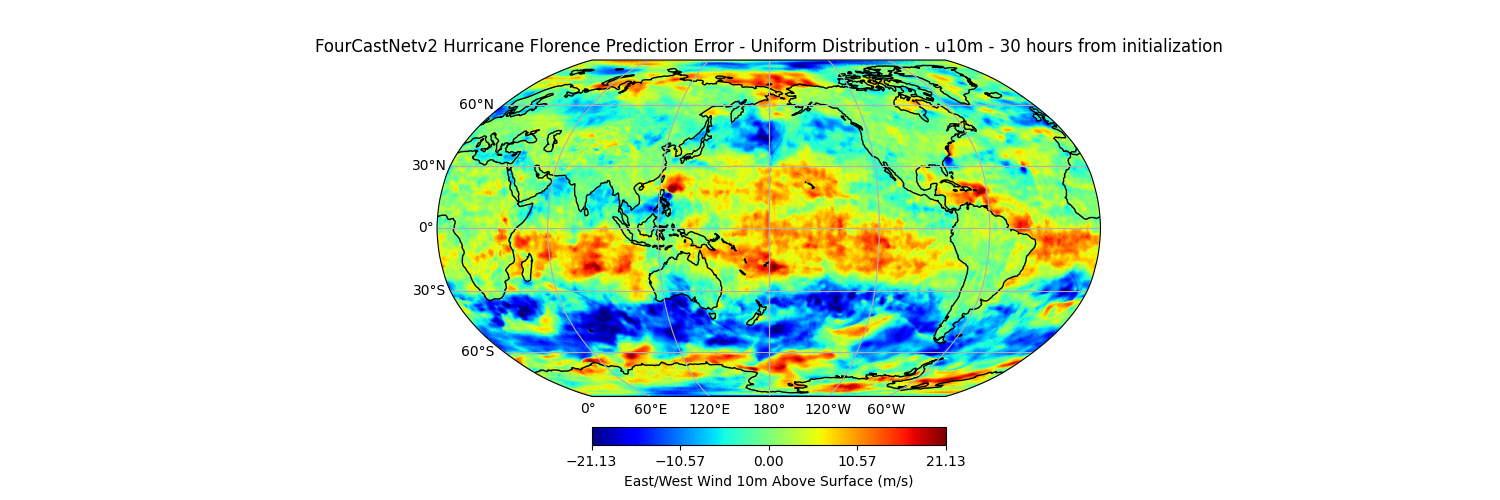 FourCastNetv2 Hurricane Florence Prediction Error - Uniform Distribution - u10m - 30 hours from initialization
60°N
30°N
0°
30°S
60°S
0° 60°E 120°E 180° 120°W 60°W
−21.13 −10.57 0.00 10.57 21.13
East/West Wind 10m Above Surface (m/s)